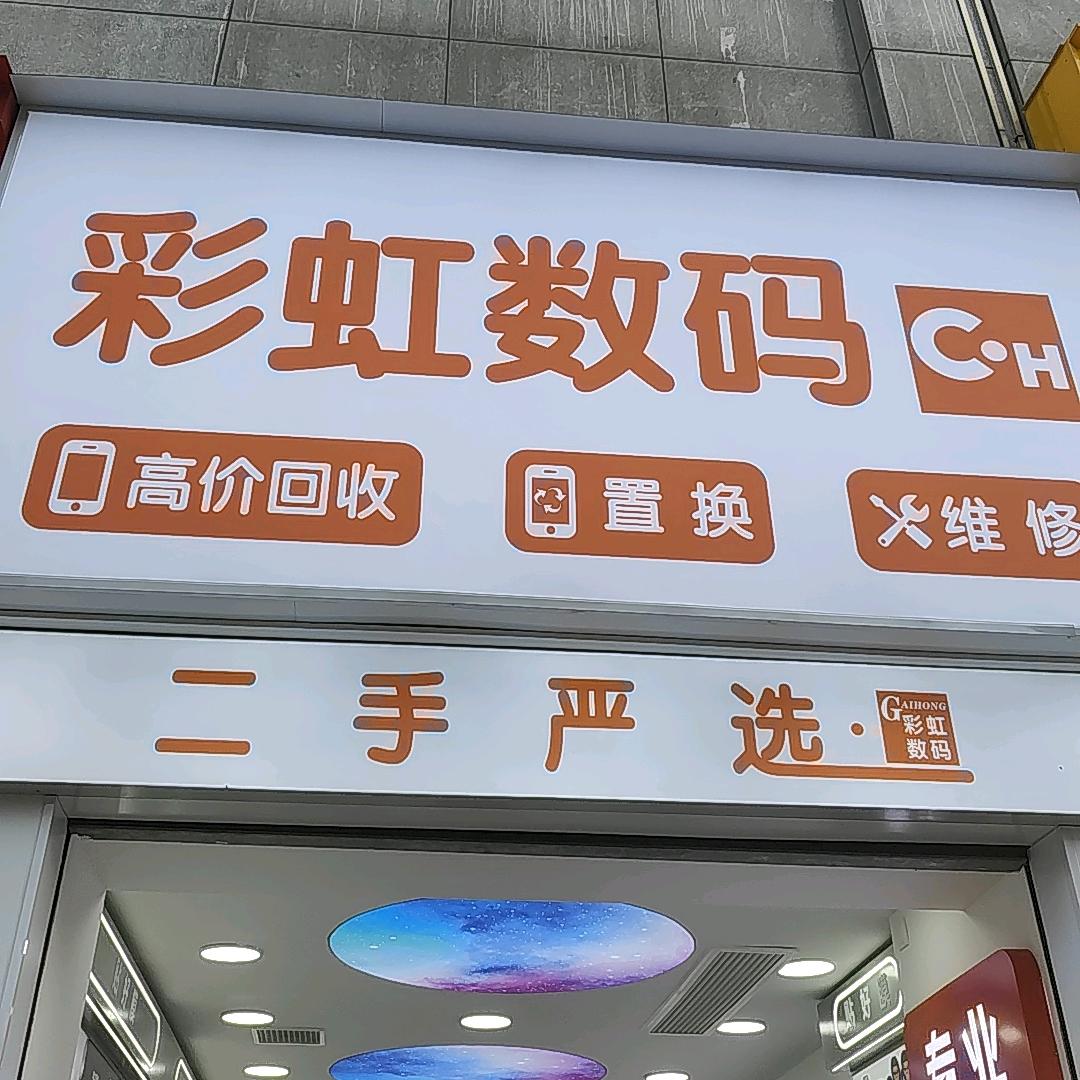 彩虹数码 C·H
高价回收 置换 维修
二手严选·
GAIHONG
彩虹
数码
专业